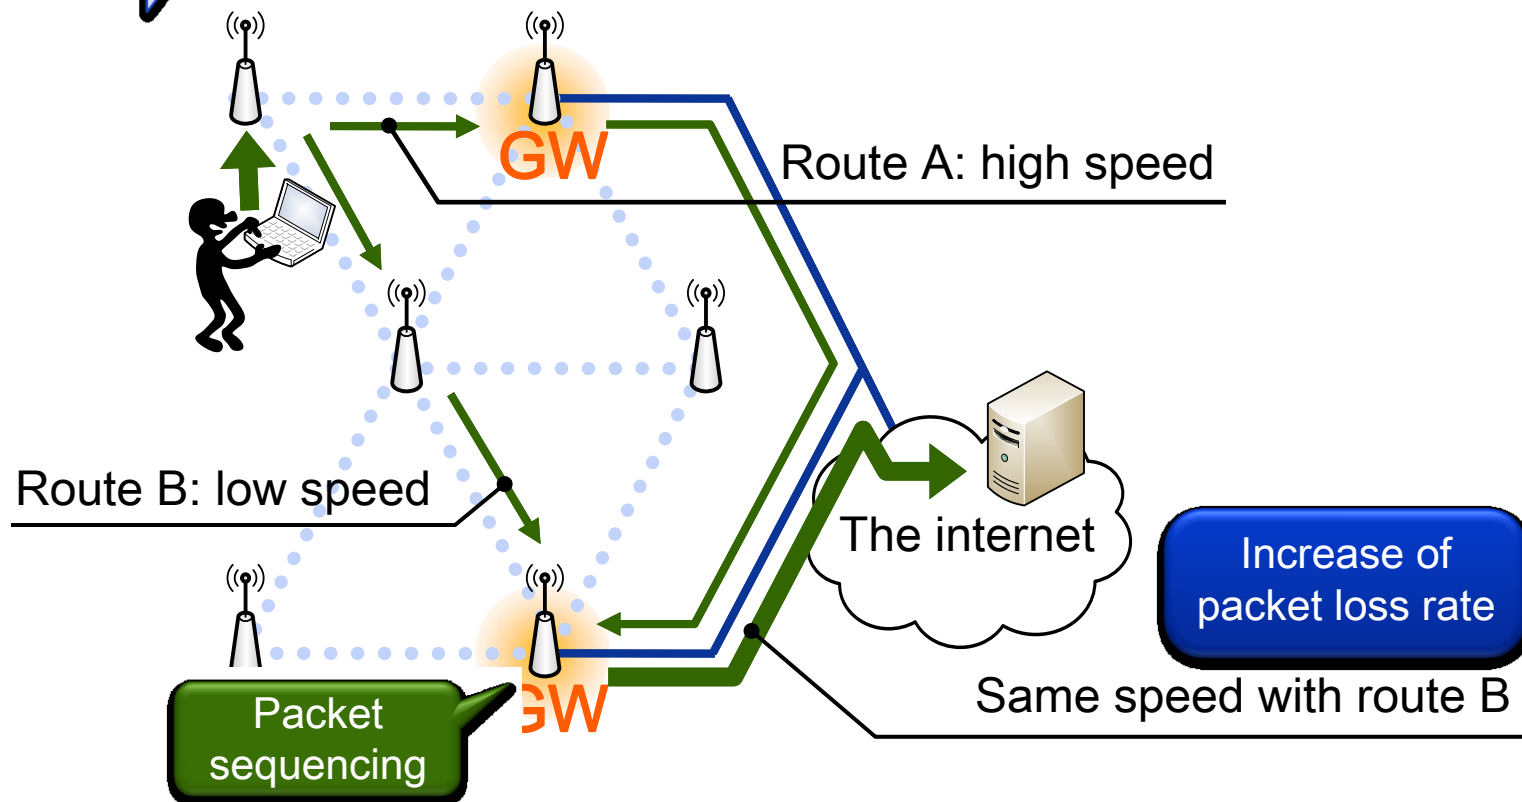 GW
Route A: high speed
Route B: low speed
The internet
Increase of
packet loss rate
GW
Same speed with route B
Packet
sequencing